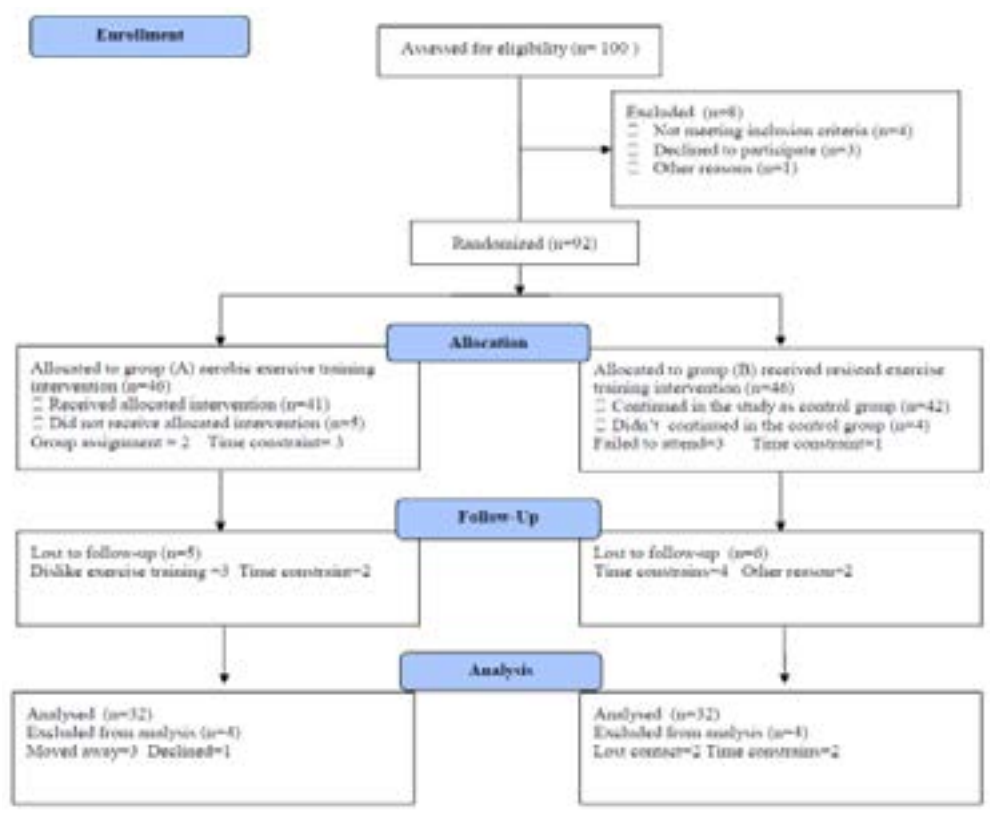 Enrollment
Assessed for eligibility (n= 100 )
Excluded (n=8)
Not meeting inclusion criteria (n=4)
Declined to participate (n=3)
Other reasons (n=1)
Randomized (n=92)
Allocation
Allocated to group (A) aerobic exercise training
intervention (n=46)
Received allocated intervention (n=41)
Did not receive allocated intervention (n=5)
Group assignment = 2 Time constraint= 3
Allocated to group (B) received resisted exercise
training intervention (n=46)
Continued in the study as control group (n=42)
Didn't continued in the control group (n=4)
Failed to attend=3 Time constraint=1
Follow-Up
Lost to follow-up (n=5)
Dislike exercise training =3 Time constraint=2
Lost to follow-up (n=6)
Time constrains=4 Other reason=2
Analysis
Analysed (n=32)
Excluded from analysis (n=4)
Moved away=3 Declined=1
Analysed (n=32)
Excluded from analysis (n=4)
Lost contact=2 Time constrains=2